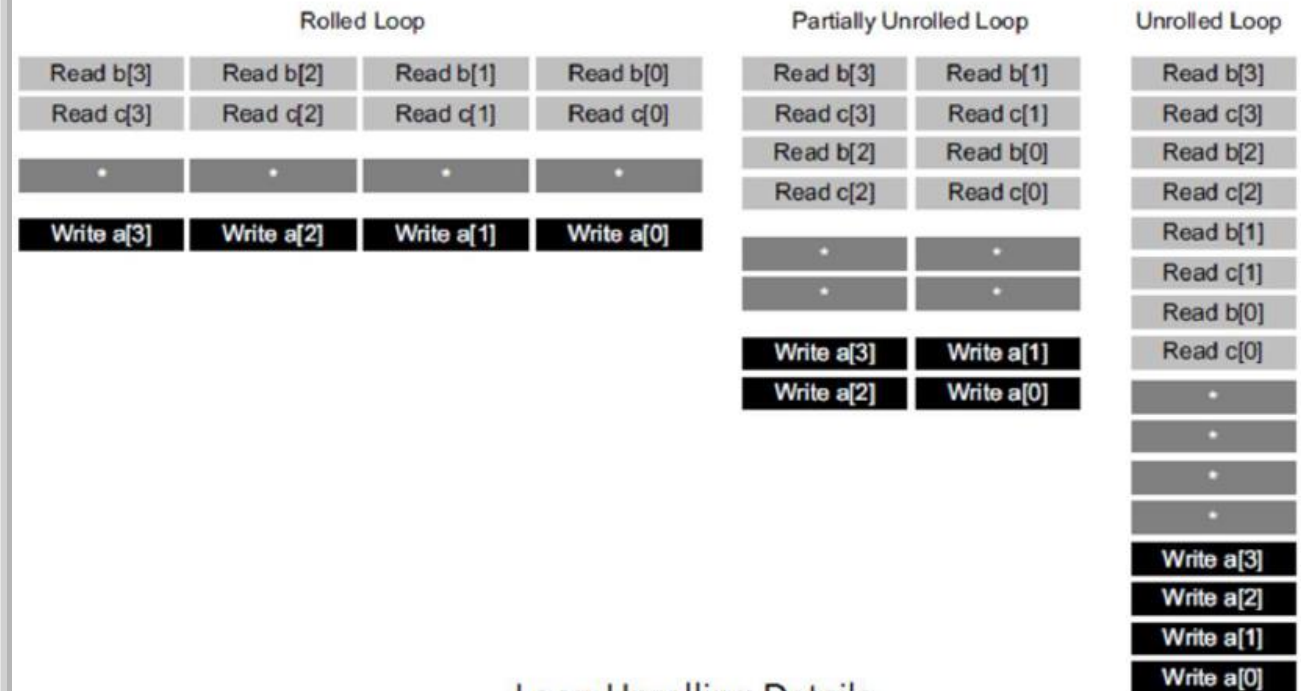 Rolled Loop
Read b[3] Read b[2] Read b[1] Read b[0]
Read c[3] Read c[2] Read c[1] Read c[0]
* * * *
Write a[3] Write a[2] Write a[1] Write a[0]
Partially Unrolled Loop
Read b[3] Read b[1]
Read c[3] Read c[1]
Read b[2] Read b[0]
Read c[2] Read c[0]
* *
* *
Write a[3] Write a[1]
Write a[2] Write a[0]
Unrolled Loop
Read b[3]
Read c[3]
Read b[2]
Read c[2]
Read b[1]
Read c[1]
Read b[0]
Read c[0]
*
*
*
*
Write a[3]
Write a[2]
Write a[1]
Write a[0]